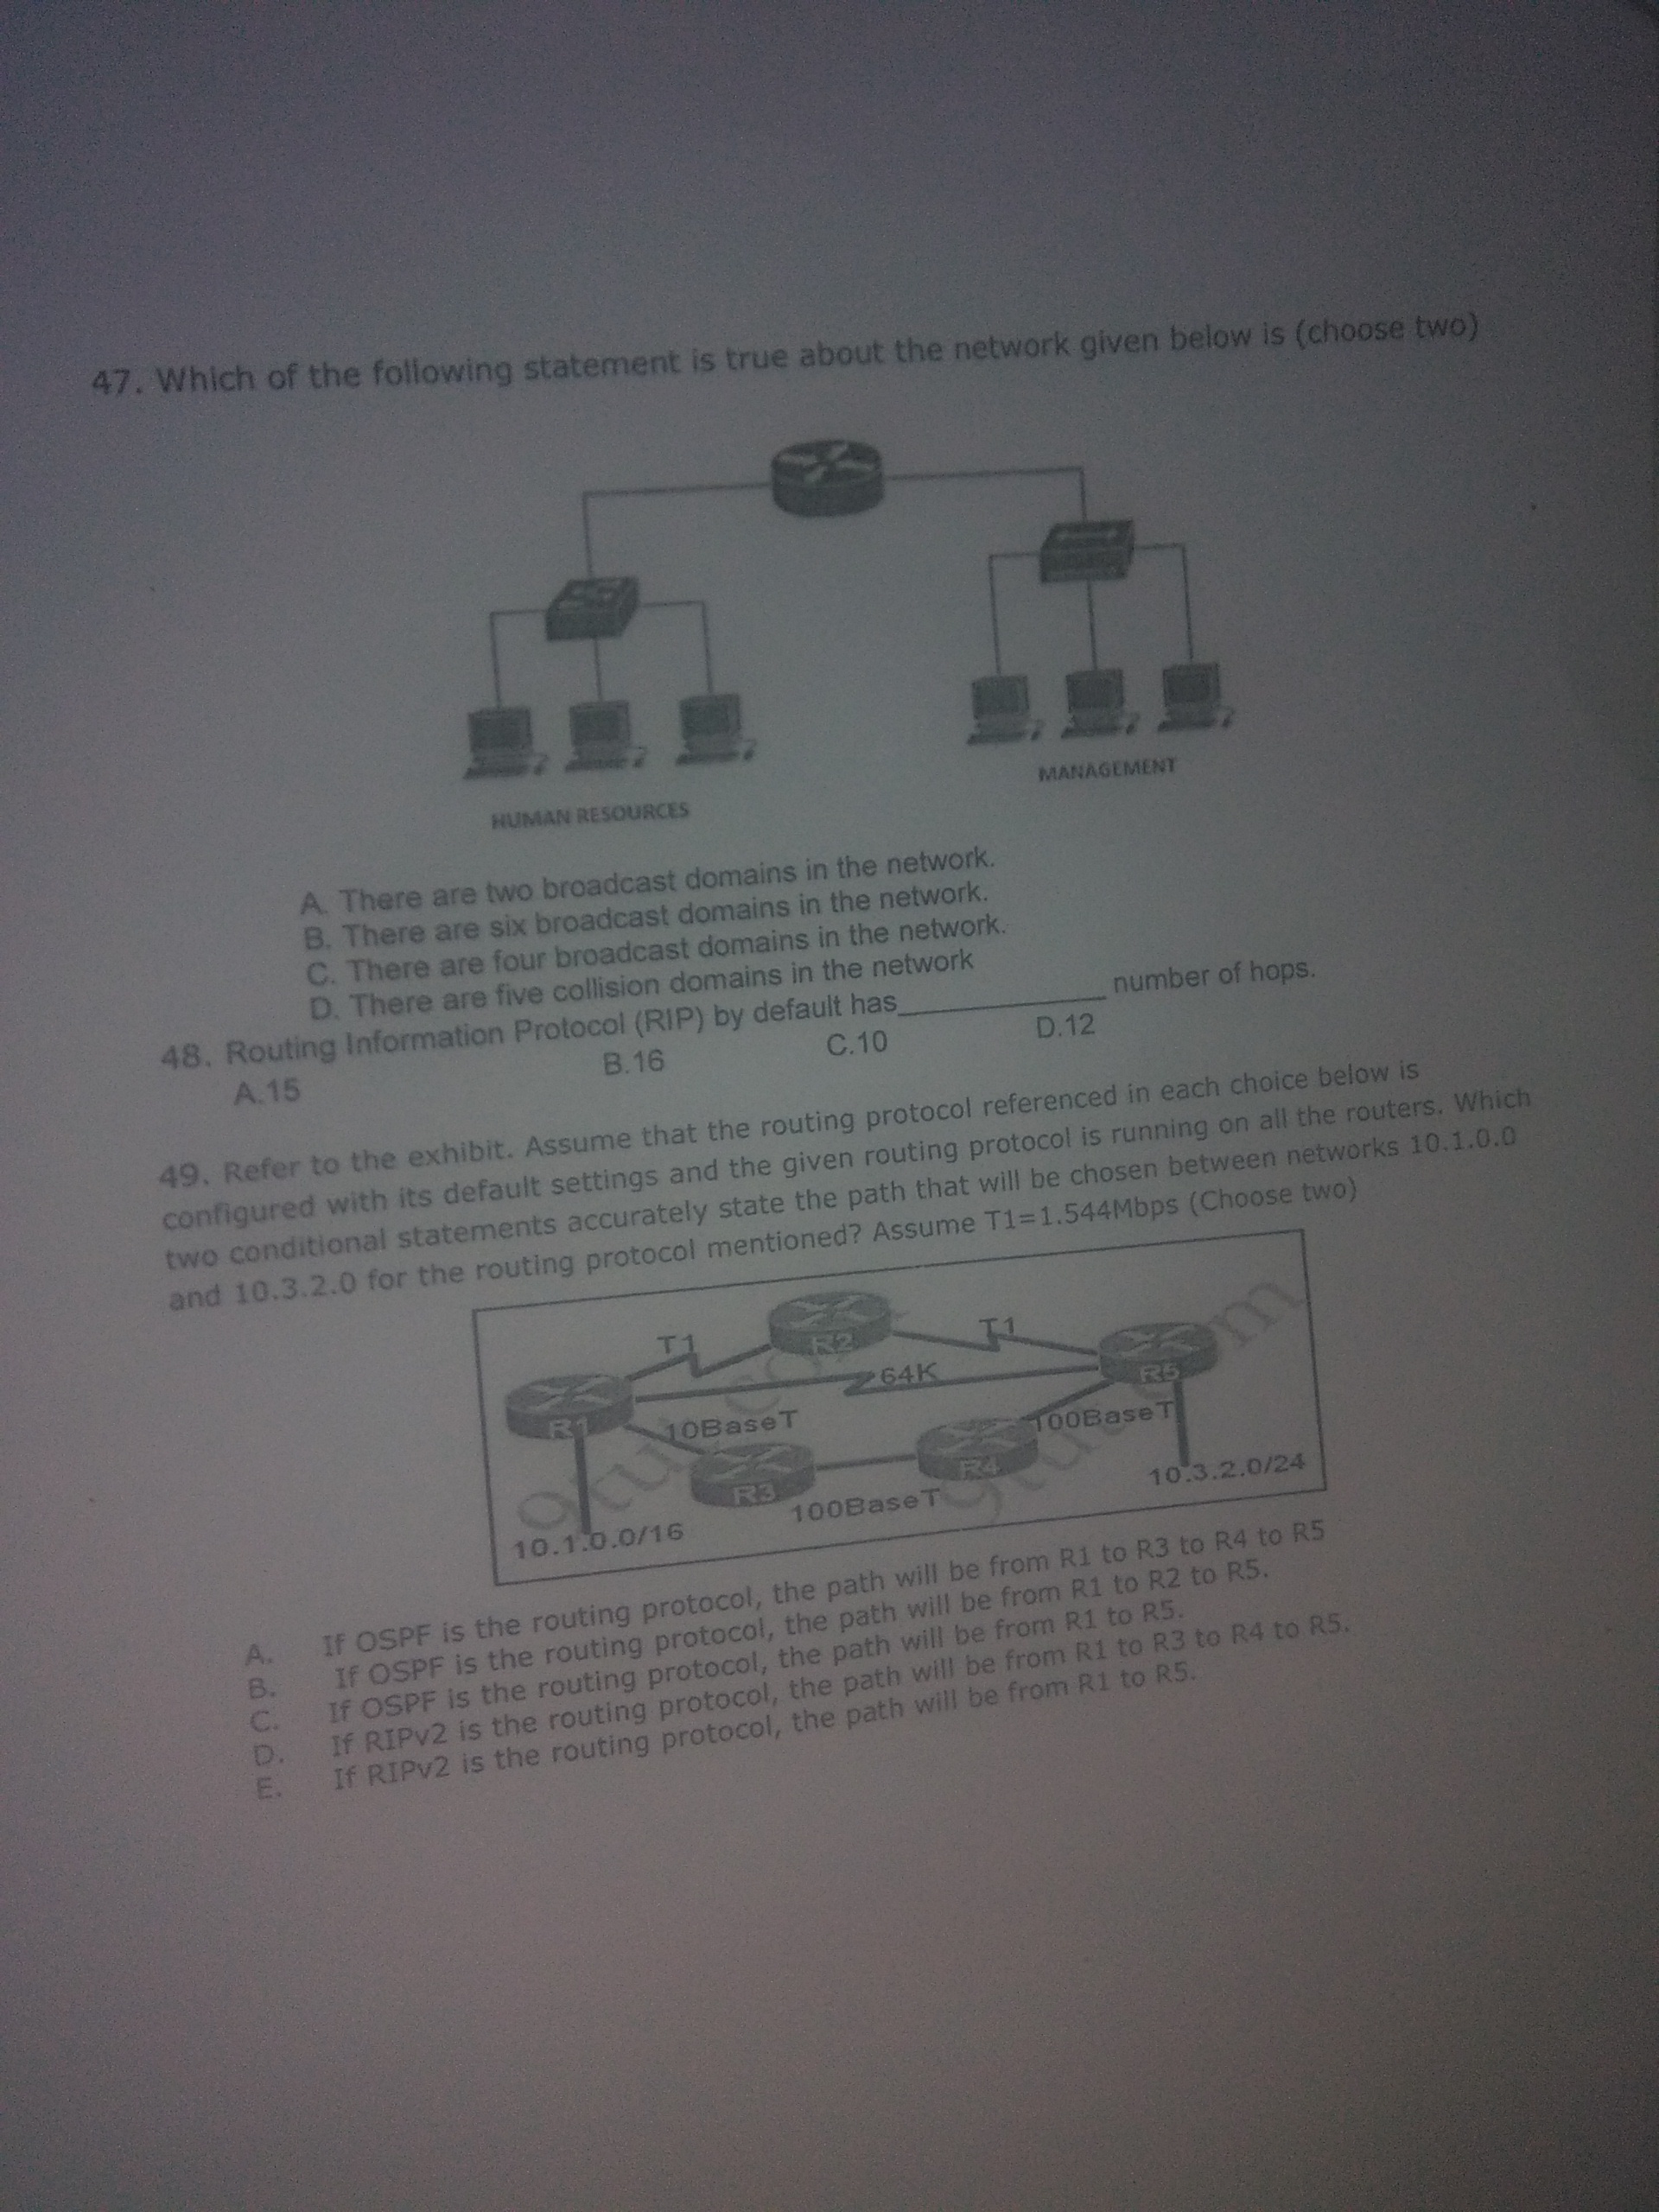 47. Which of the following statement is true about the network given below is (choose two)
HUMAN RESOURCES
MANAGEMENT
A. There are two broadcast domains in the network.
B. There are six broadcast domains in the network.
C. There are four broadcast domains in the network.
D. There are five collision domains in the network
48. Routing Information Protocol (RIP) by default has____________ number of hops.
A.15 B.16 C.10 D.12
49. Refer to the exhibit. Assume that the routing protocol referenced in each choice below is
configured with its default settings and the given routing protocol is running on all the routers. Which
two conditional statements accurately state the path that will be chosen between networks 10.1.0.0
and 10.3.2.0 for the routing protocol mentioned? Assume T1=1.544Mbps (Choose two)
R2
T1
T1
64K
R5
R1
10BaseT
100BaseT
R3
R4
100BaseT
10.3.2.0/24
10.1.0.0/16
A. If OSPF is the routing protocol, the path will be from R1 to R3 to R4 to R5
B. If OSPF is the routing protocol, the path will be from R1 to R2 to R5.
C. If OSPF is the routing protocol, the path will be from R1 to R5.
D. If RIPv2 is the routing protocol, the path will be from R1 to R3 to R4 to R5.
E. If RIPv2 is the routing protocol, the path will be from R1 to R5.